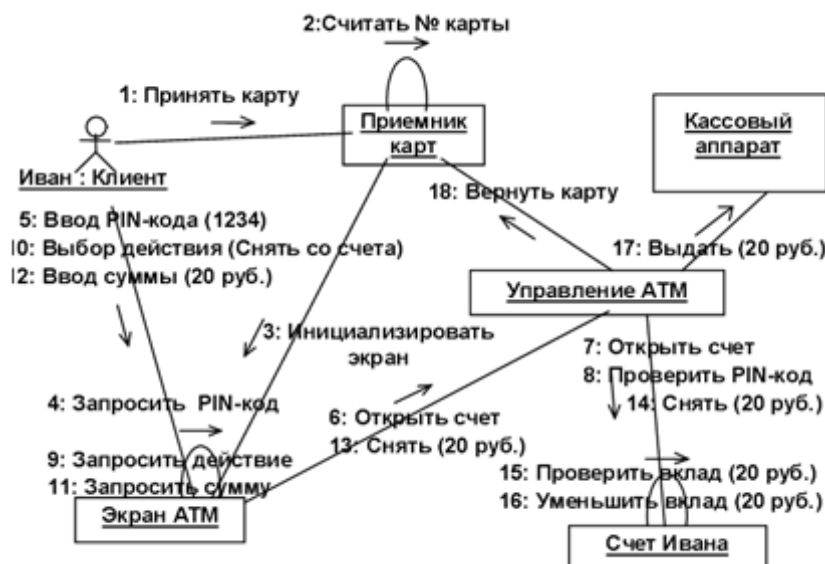 2:Считать № карты
1: Принять карту
Приемник
карт
Кассовый
аппарат
Иван : Клиент
18: Вернуть карту
5: Ввод PIN-кода (1234)
10: Выбор действия (Снять со счета)
12: Ввод суммы (20 руб.)
17: Выдать (20 руб.)
Управление ATM
3: Инициализировать
экран
7: Открыть счет
8: Проверить PIN-код
14: Снять (20 руб.)
4: Запросить PIN-код
6: Открыть счет
13: Снять (20 руб.)
9: Запросить действие
11: Запросить сумму
15: Проверить вклад (20 руб.)
16: Уменьшить вклад (20 руб.)
Экран ATM
Счет Ивана